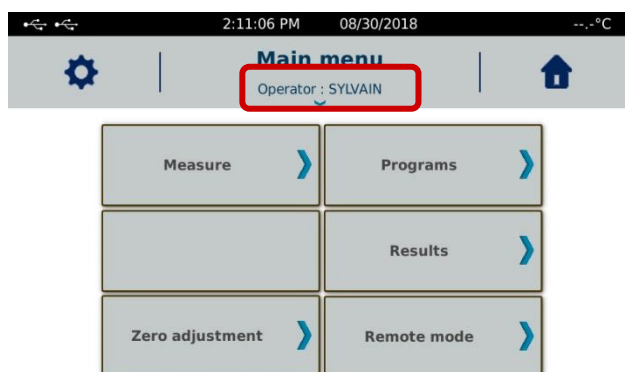 2:11:06 PM 08/30/2018 --.-°C
Main menu
Operator : SYLVAIN
Measure Programs
Results
Zero adjustment Remote mode